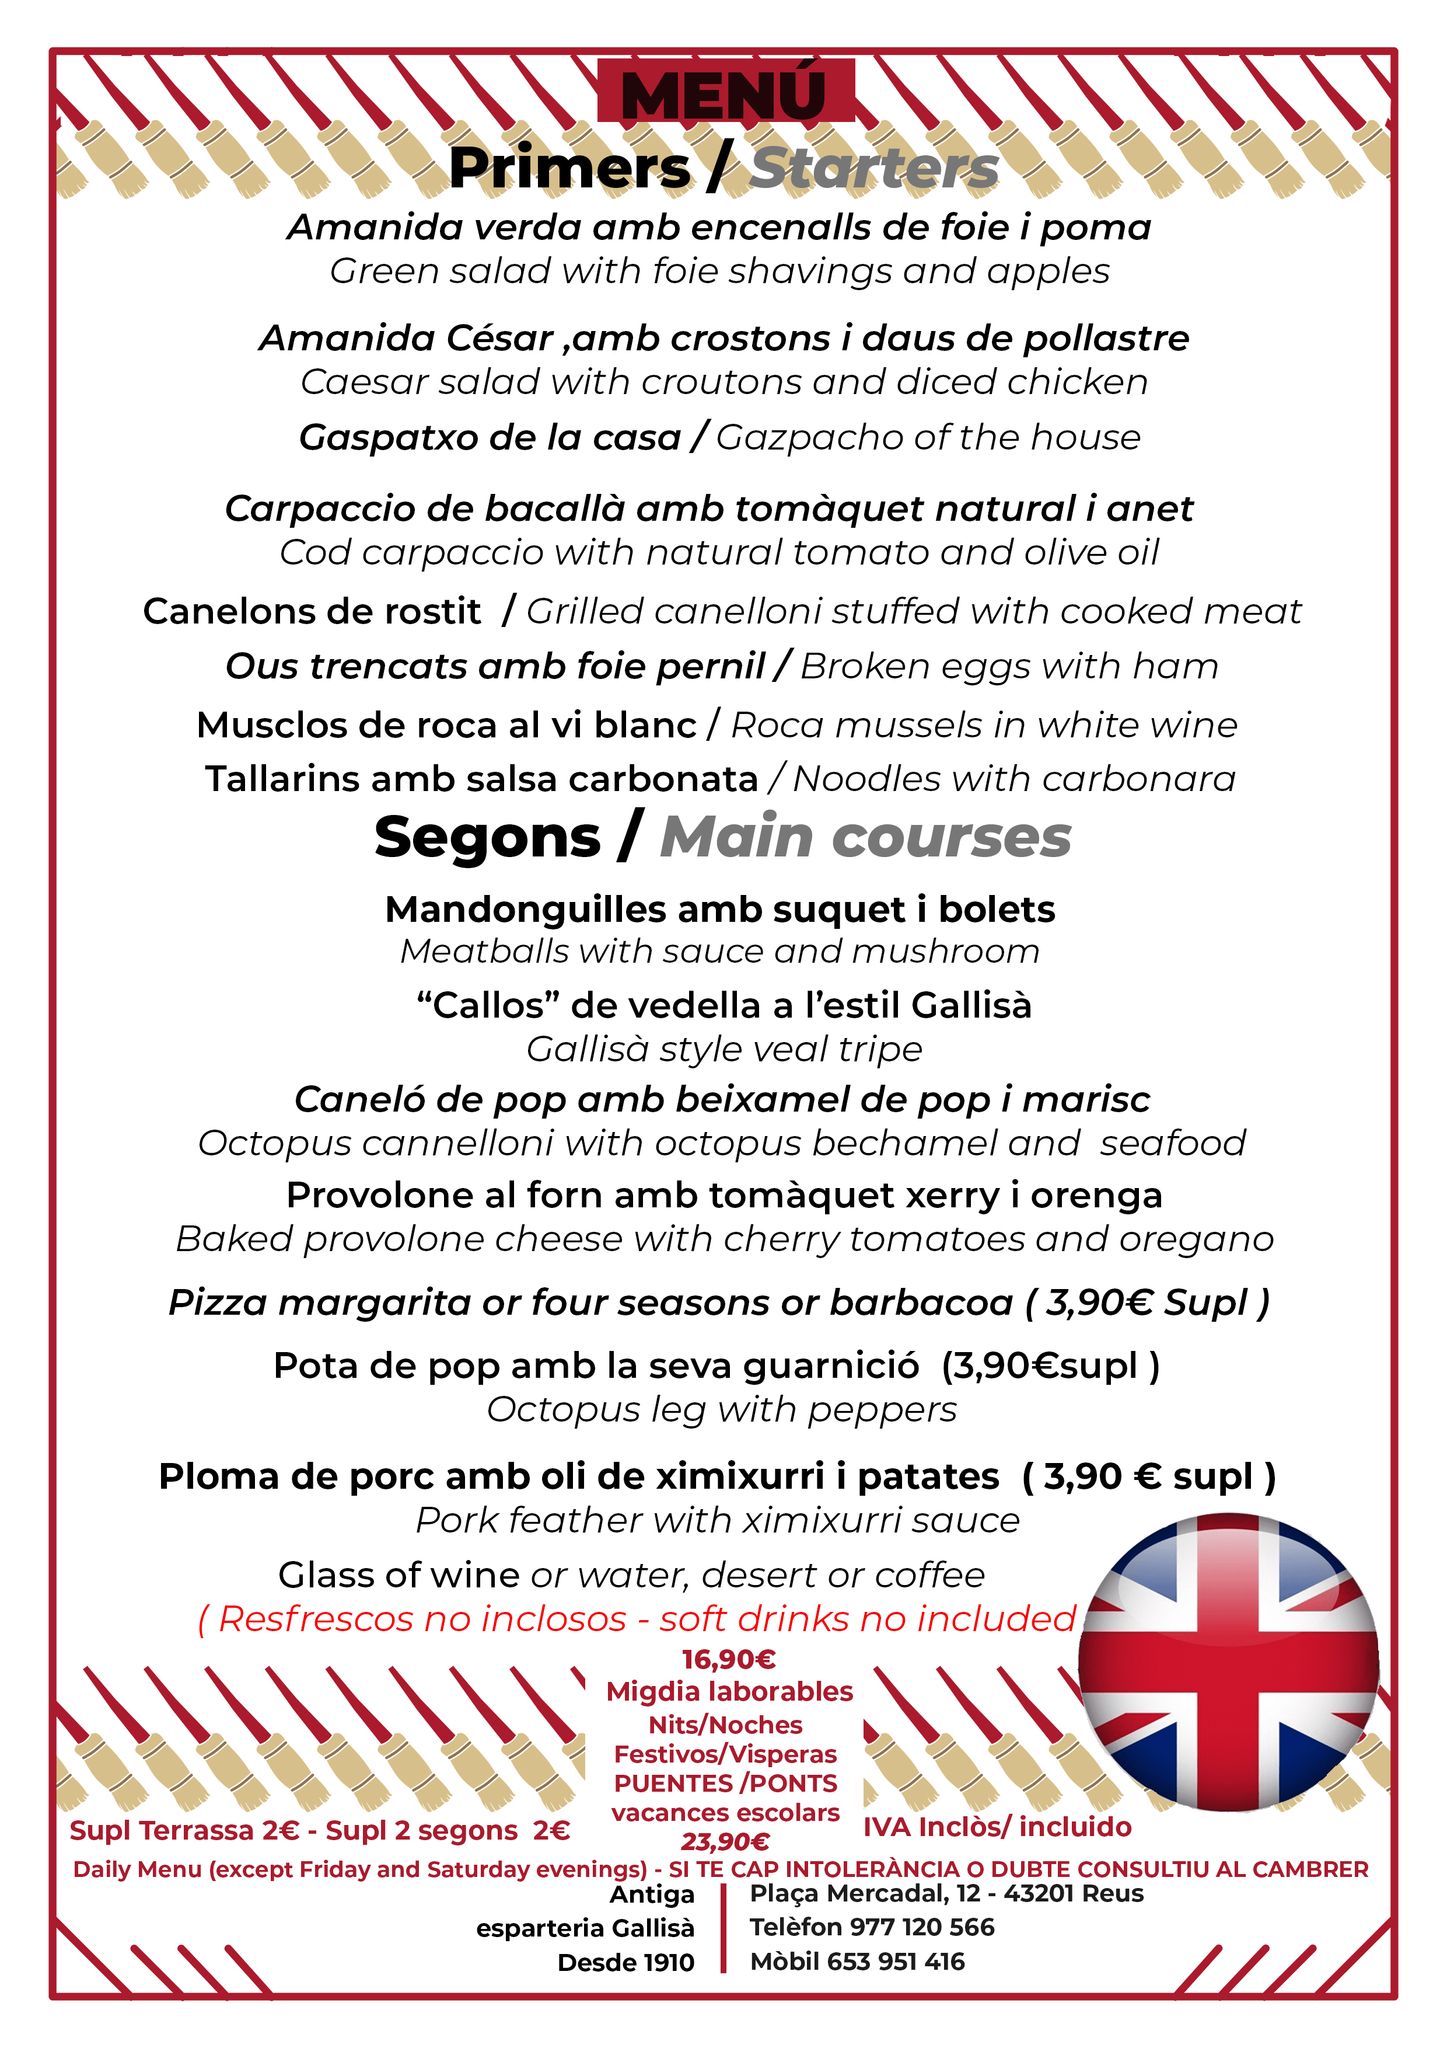 MENÚ
Primers / Starters
Amanida verda amb encenalls de foie i poma
Green salad with foie shavings and apples
Amanida César ,amb crostons i daus de pollastre
Caesar salad with croutons and diced chicken
Gaspatxo de la casa / Gazpacho of the house
Carpaccio de bacallà amb tomàquet natural i anet
Cod carpaccio with natural tomato and olive oil
Canelons de rostit / Grilled canelloni stuffed with cooked meat
Ous trencats amb foie pernil / Broken eggs with ham
Musclos de roca al vi blanc / Roca mussels in white wine
Tallarins amb salsa carbonata / Noodles with carbonara
Segons / Main courses
Mandonguilles amb suquet i bolets
Meatballs with sauce and mushroom
“Callos” de vedella a l’estil Gallisà
Gallisà style veal tripe
Caneló de pop amb beixamel de pop i marisc
Octopus cannelloni with octopus bechamel and seafood
Provolone al forn amb tomàquet xerry i orenga
Baked provolone cheese with cherry tomatoes and oregano
Pizza margarita or four seasons or barbacoa ( 3,90€ Supl )
Pota de pop amb la seva guarnició (3,90€supl )
Octopus leg with peppers
Ploma de porc amb oli de ximixurri i patates ( 3,90 € supl )
Pork feather with ximixurri sauce
Glass of wine or water, desert or coffee
( Resfrescos no inclosos - soft drinks no included
16,90€
Migdia laborables
Nits/Noches
Festivos/Visperas
PUENTES /PONTS
vacances escolars
23,90€
Supl Terrassa 2€ - Supl 2 segons 2€
IVA Inclòs/ incluido
Daily Menu (except Friday and Saturday evenings) - SI TE CAP INTOLERÀNCIA O DUBTE CONSULTIU AL CAMBRER
Antiga
esparteria Gallisà
Desde 1910
Plaça Mercadal, 12 - 43201 Reus
Telèfon 977 120 566
Mòbil 653 951 416